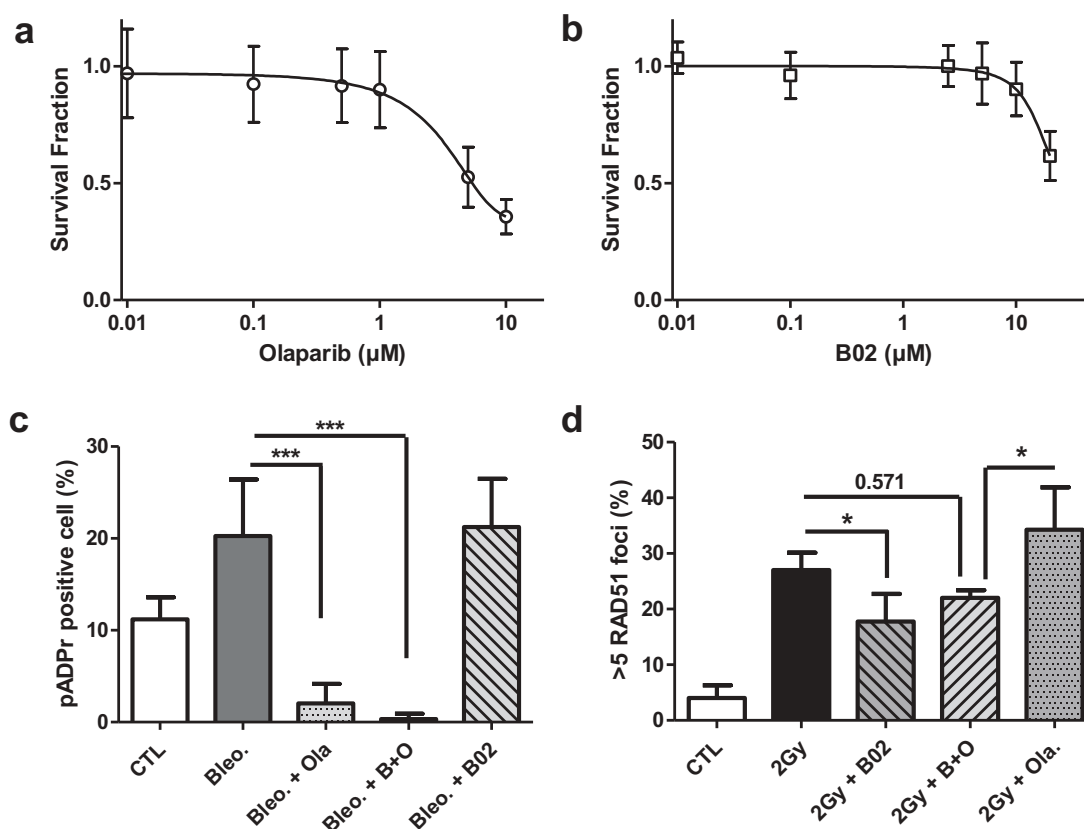 a
Survival Fraction
1.0
0.5
0.0
0.01
0.1
1
10
Olaparib (µM)
b
Survival Fraction
1.0
0.5
0.0
0.01
0.1
1
10
B02 (µM)
c
pADPr positive cell (%)
30
20
10
0
***
***
CTL
Bleo.
Bleo. + Ola
Bleo. + B+O
Bleo. + B02
d
>5 RAD51 foci (%)
50
40
30
20
10
0
*
0.571
*
CTL
2Gy
2Gy + B02
2Gy + B+O
2Gy + Ola.